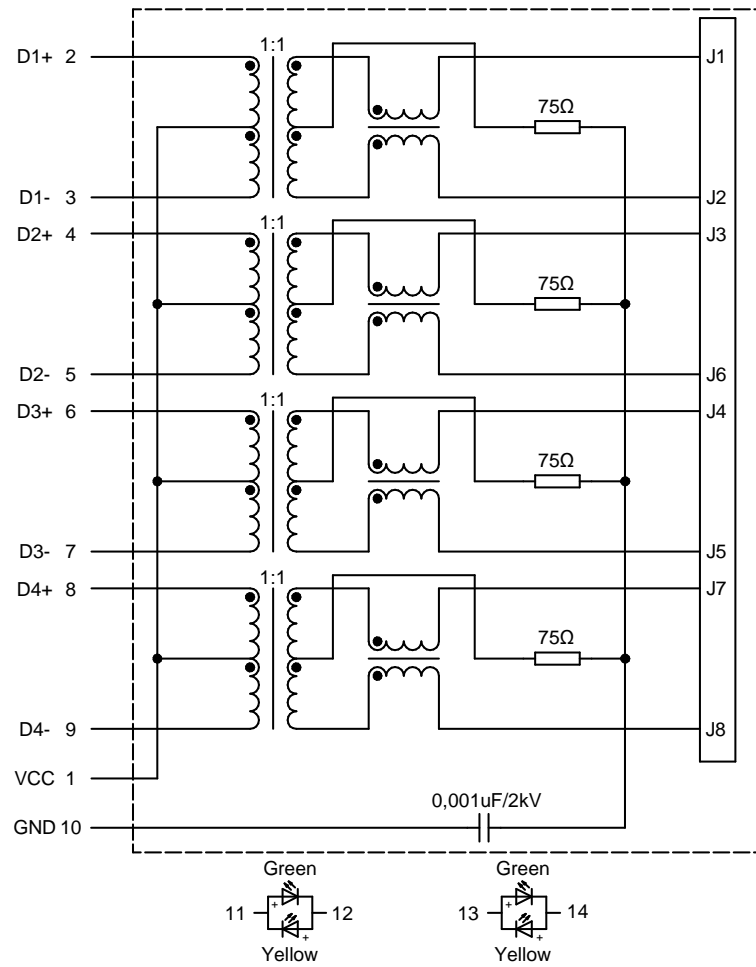 1:1
D1+ 2
J1
75Ω
D1- 3
J2
1:1
D2+ 4
J3
75Ω
D2- 5
J6
1:1
D3+ 6
J4
75Ω
D3- 7
J5
1:1
D4+ 8
J7
75Ω
D4- 9
J8
VCC 1
0,001uF/2kV
GND 10
Green
Green
11
+
+
12
13
+
+
14
Yellow
Yellow